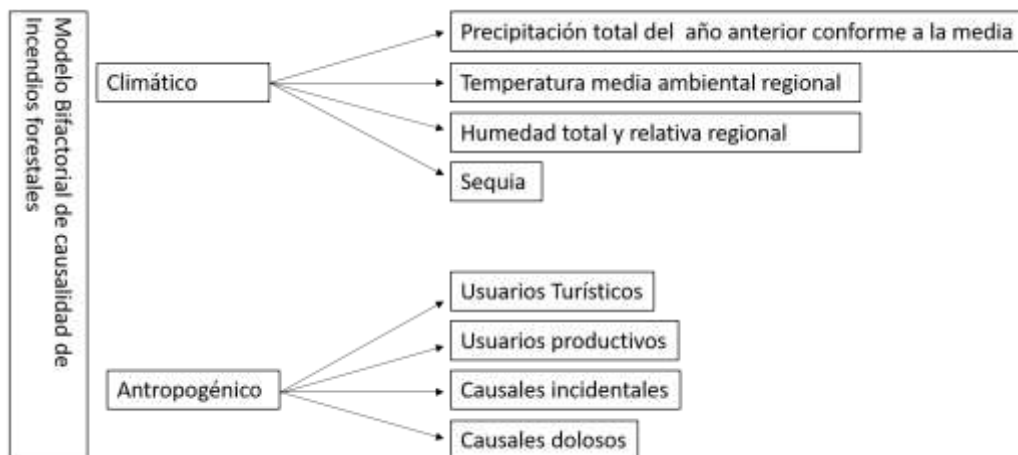 Modelo Bifactorial de causalidad de
Incendios forestales
Climático
Precipitación total del año anterior conforme a la media
Temperatura media ambiental regional
Humedad total y relativa regional
Sequia
Antropogénico
Usuarios Turísticos
Usuarios productivos
Causales incidentales
Causales dolosos